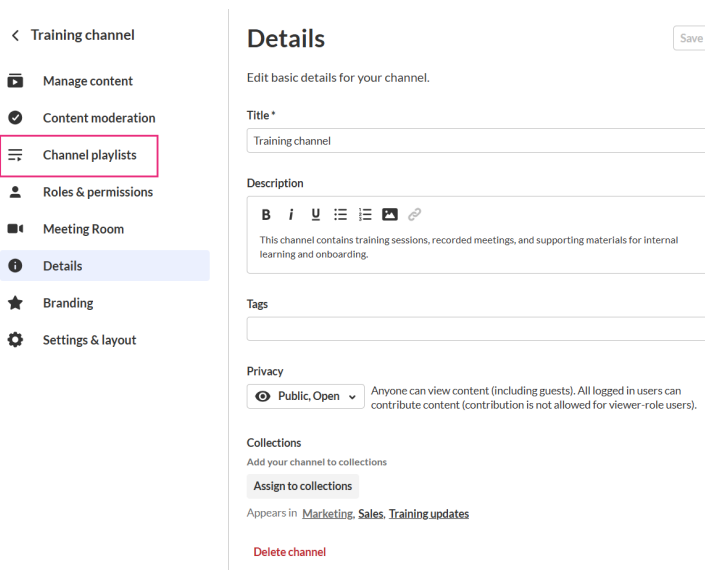 Training channel
Manage content
Content moderation
Channel playlists
Roles & permissions
Meeting Room
Details
Branding
Settings & layout
Details
Save
Edit basic details for your channel.
Title *
Training channel
Description
B i U
This channel contains training sessions, recorded meetings, and supporting materials for internal
learning and onboarding.
Tags
Privacy
Public, Open
Anyone can view content (including guests). All logged in users can
contribute content (contribution is not allowed for viewer-role users).
Collections
Add your channel to collections
Assign to collections
Appears in Marketing, Sales, Training updates
Delete channel